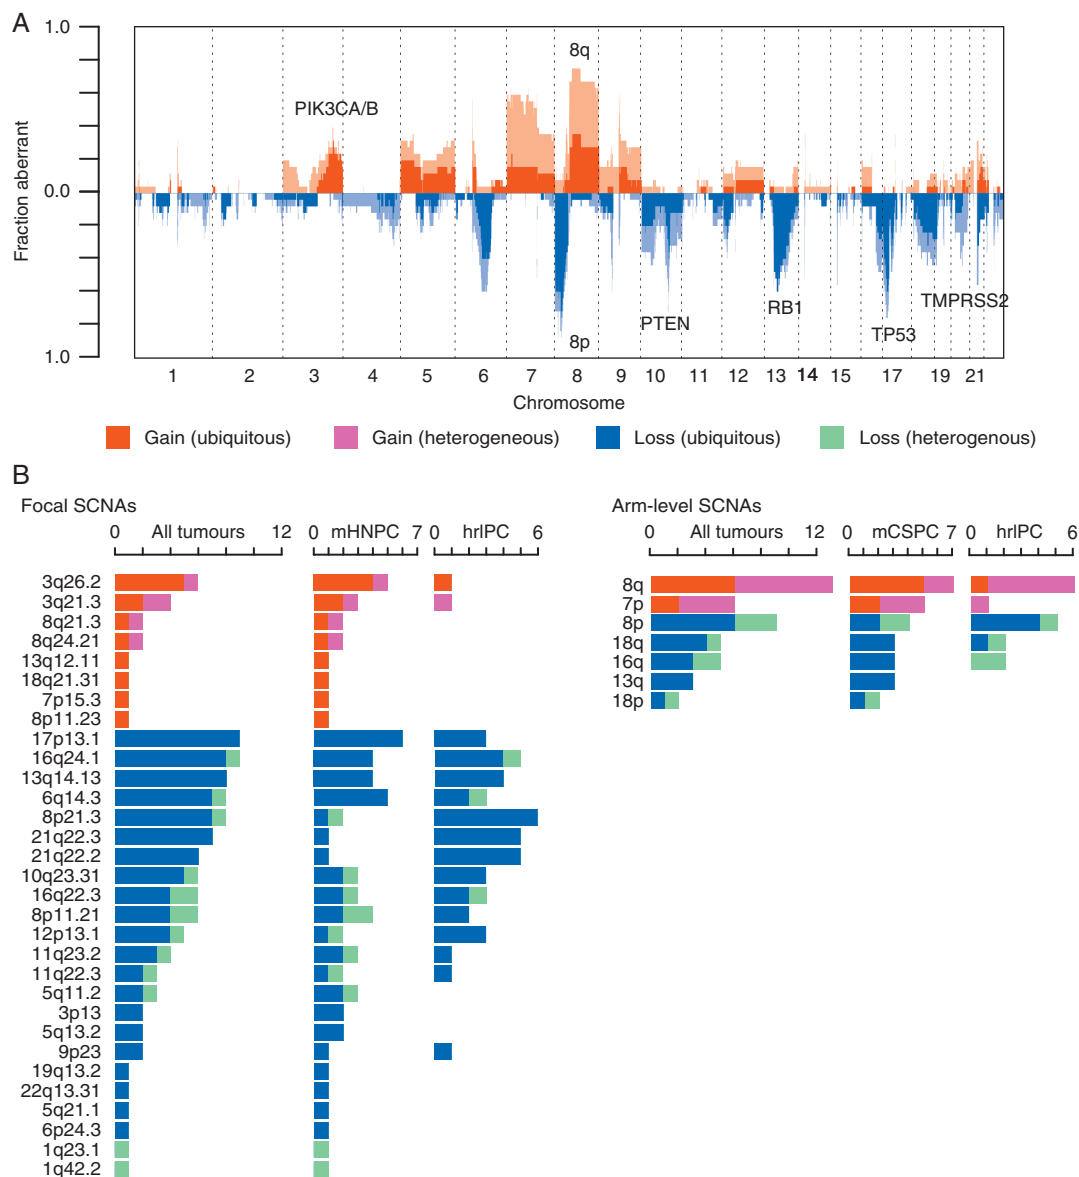 A
1.0
8q
PIK3CA/B
Fraction aberrant
0.0
RB1
TMPRSS2
PTEN
TP53
8p
1.0
1 2 3 4 5 6 7 8 9 10 11 12 13 14 15 17 19 21
Chromosome
Gain (ubiquitous) Gain (heterogeneous) Loss (ubiquitous) Loss (heterogenous)
B
Focal SCNAs
0 All tumours 12 0 mHNPC 7 0 hrlPC 6
3q26.2
3q21.3
8q21.3
8q24.21
13q12.11
18q21.31
7p15.3
8p11.23
17p13.1
16q24.1
13q14.13
6q14.3
8p21.3
21q22.3
21q22.2
10q23.31
16q22.3
8p11.21
12p13.1
11q23.2
11q22.3
5q11.2
3p13
5q13.2
9p23
19q13.2
22q13.31
5q21.1
6p24.3
1q23.1
1q42.2
Arm-level SCNAs
0 All tumours 12 0 mCSPC 7 0 hrlPC 6
8q
7p
8p
18q
16q
13q
18p